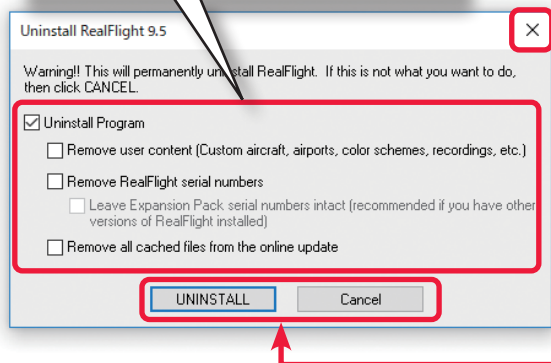 Uninstall RealFlight 9.5
Warning!! This will permanently uninstall RealFlight. If this is not what you want to do,
then click CANCEL.
Uninstall Program
Remove user content (Custom aircraft, airports, color schemes, recordings, etc.)
Remove RealFlight serial numbers
Leave Expansion Pack serial numbers intact (recommended if you have other
versions of RealFlight installed)
Remove all cached files from the online update
UNINSTALL
Cancel